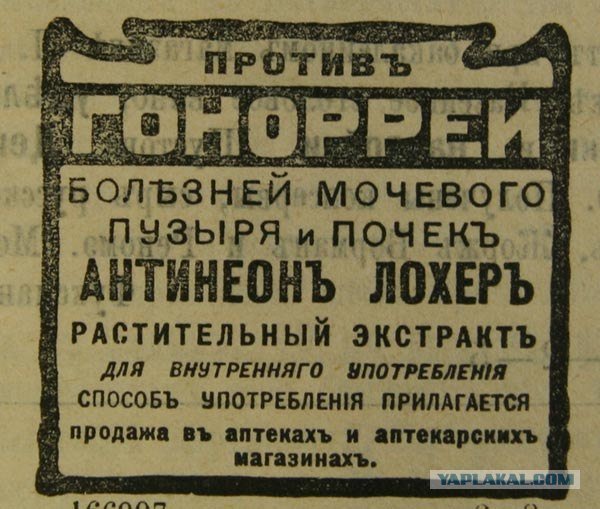 ПРОТИВЪ
ГОНОРРЕИ
БОЛѢЗНЕЙ МОЧЕВОГО
ПУЗЫРЯ и ПОЧЕКЪ
АНТИНЕОНЪ ЛОХЕРЪ
РАСТИТЕЛЬНЫЙ ЭКСТРАКТЪ
ДЛЯ ВНУТРЕННЯГО УПОТРЕБЛЕНІЯ
СПОСОБЪ УПОТРЕБЛЕНІЯ ПРИЛАГАЕТСЯ
продажа въ аптекахъ и аптекарскихъ
магазинахъ.
YAPLAKAL.COM